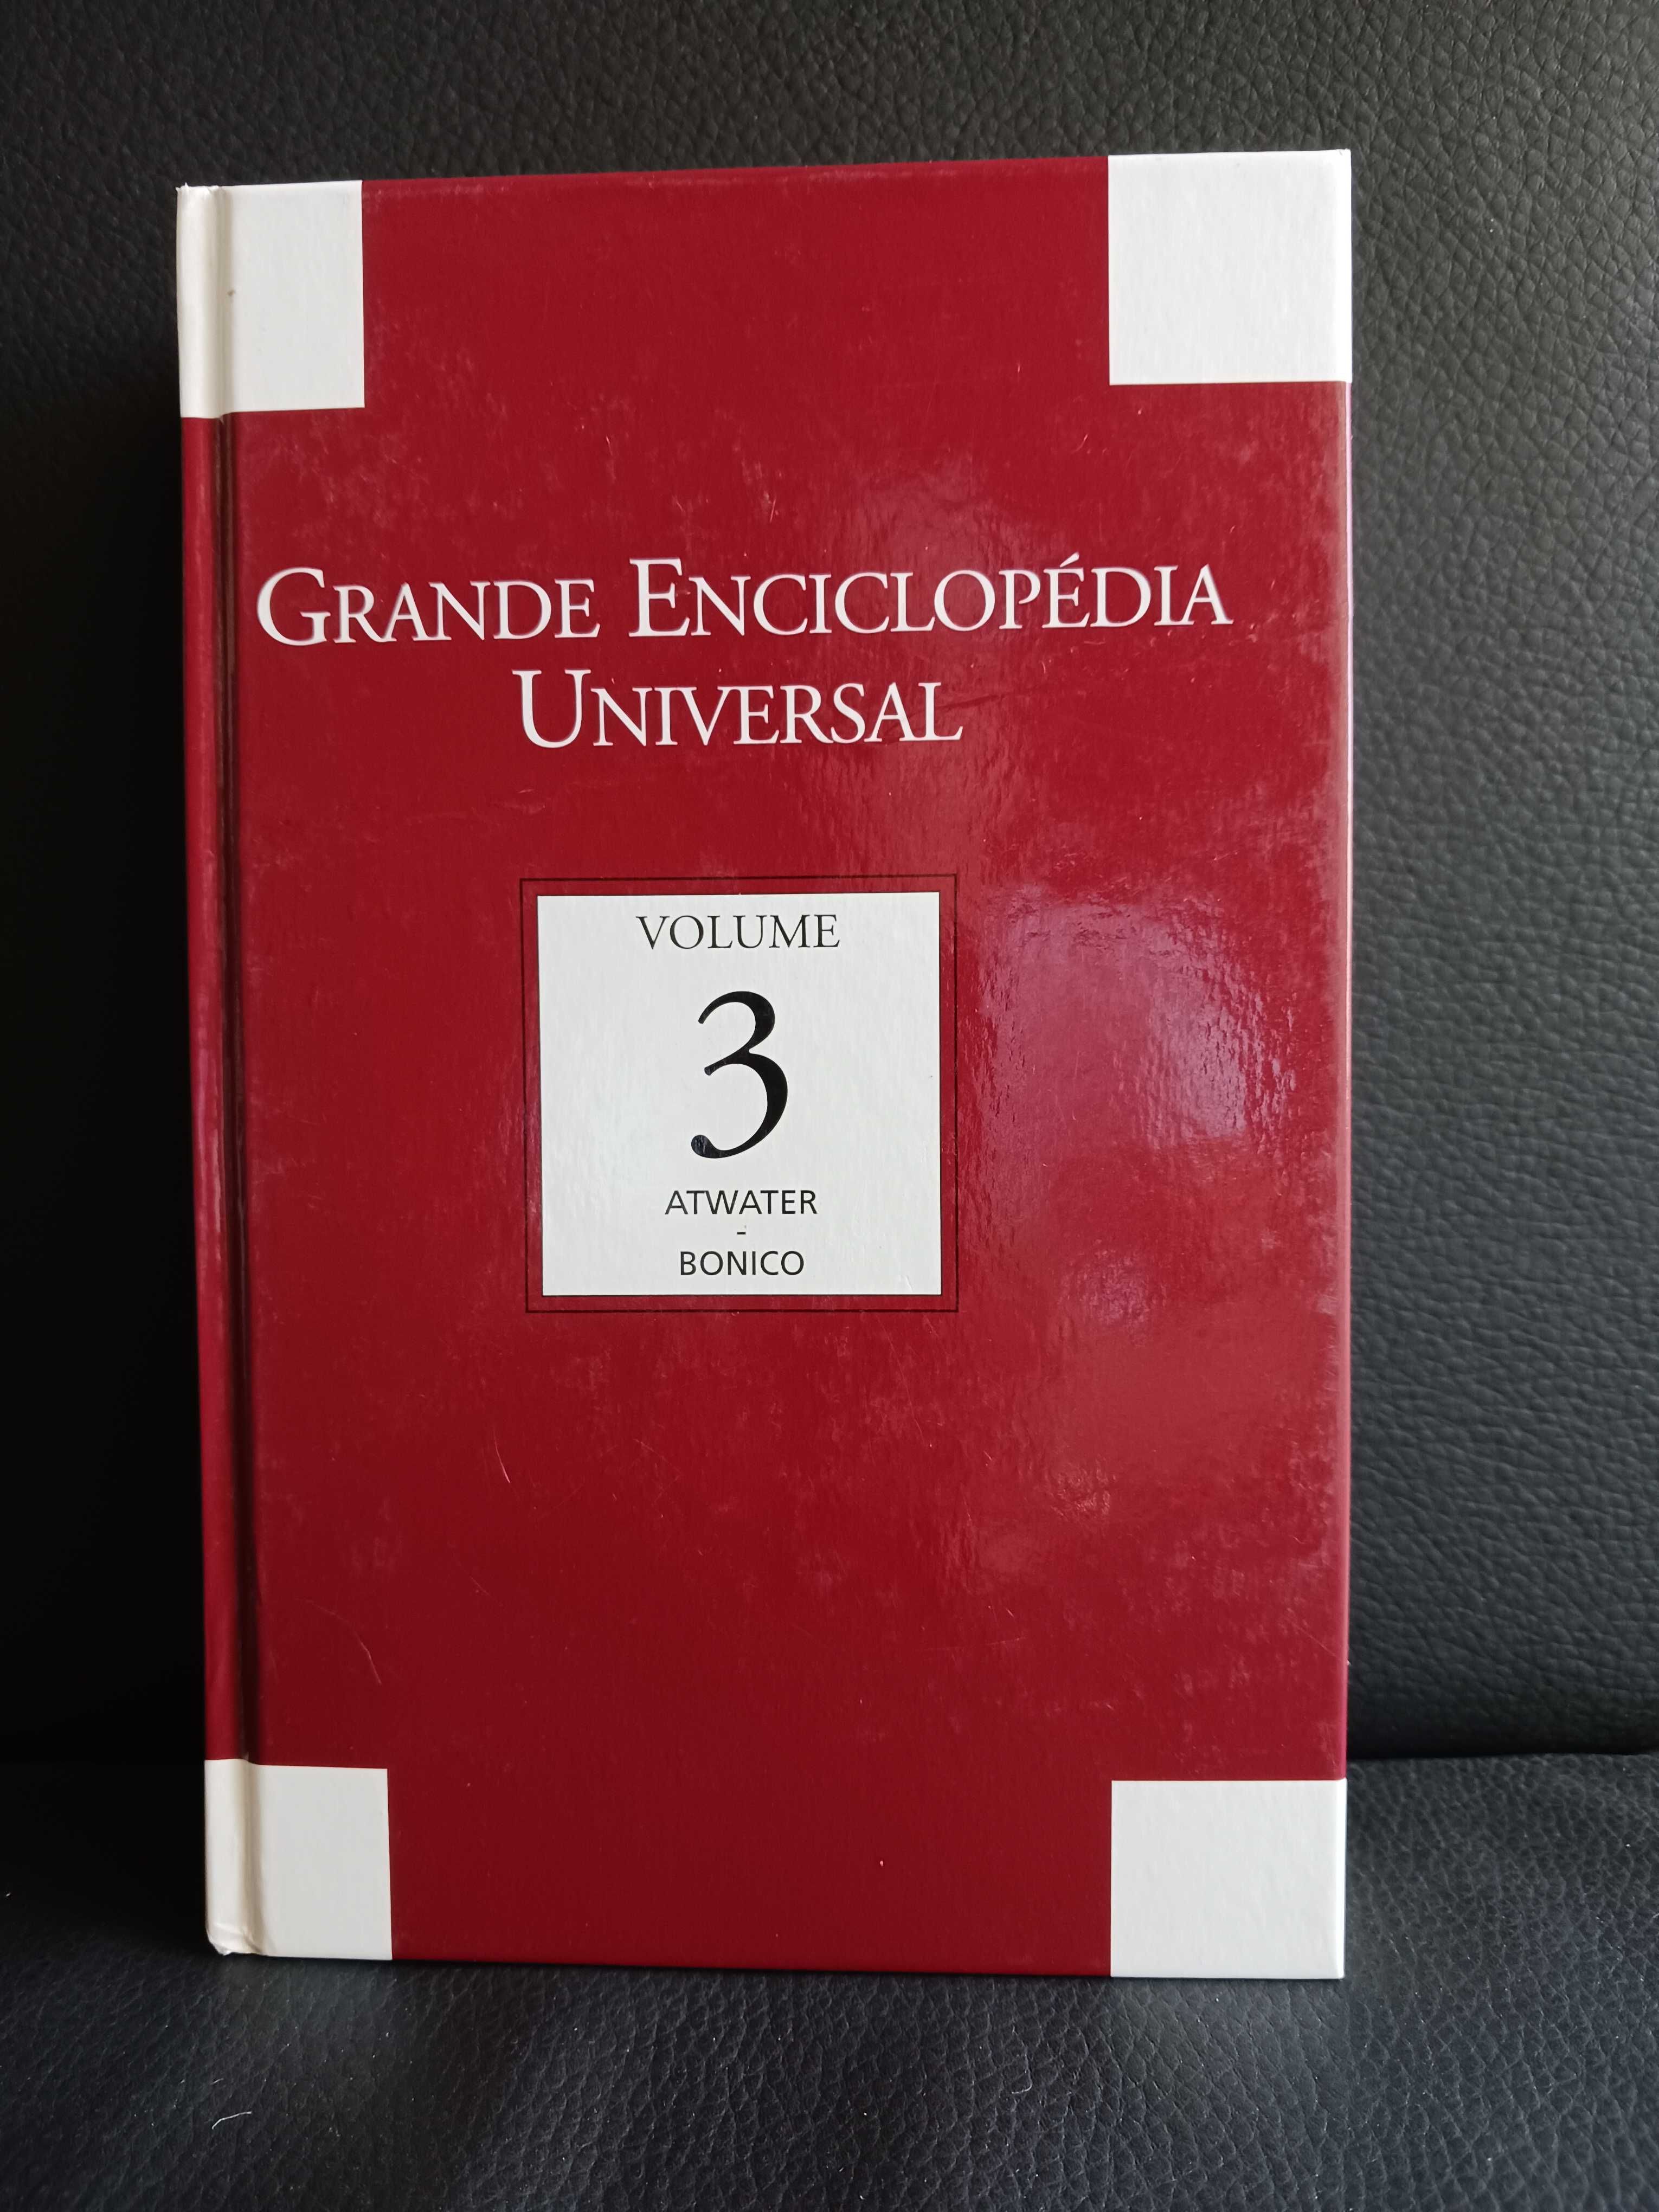 GRANDE ENCICLOPÉDIA
UNIVERSAL
VOLUME
3
ATWATER
-
BONICO